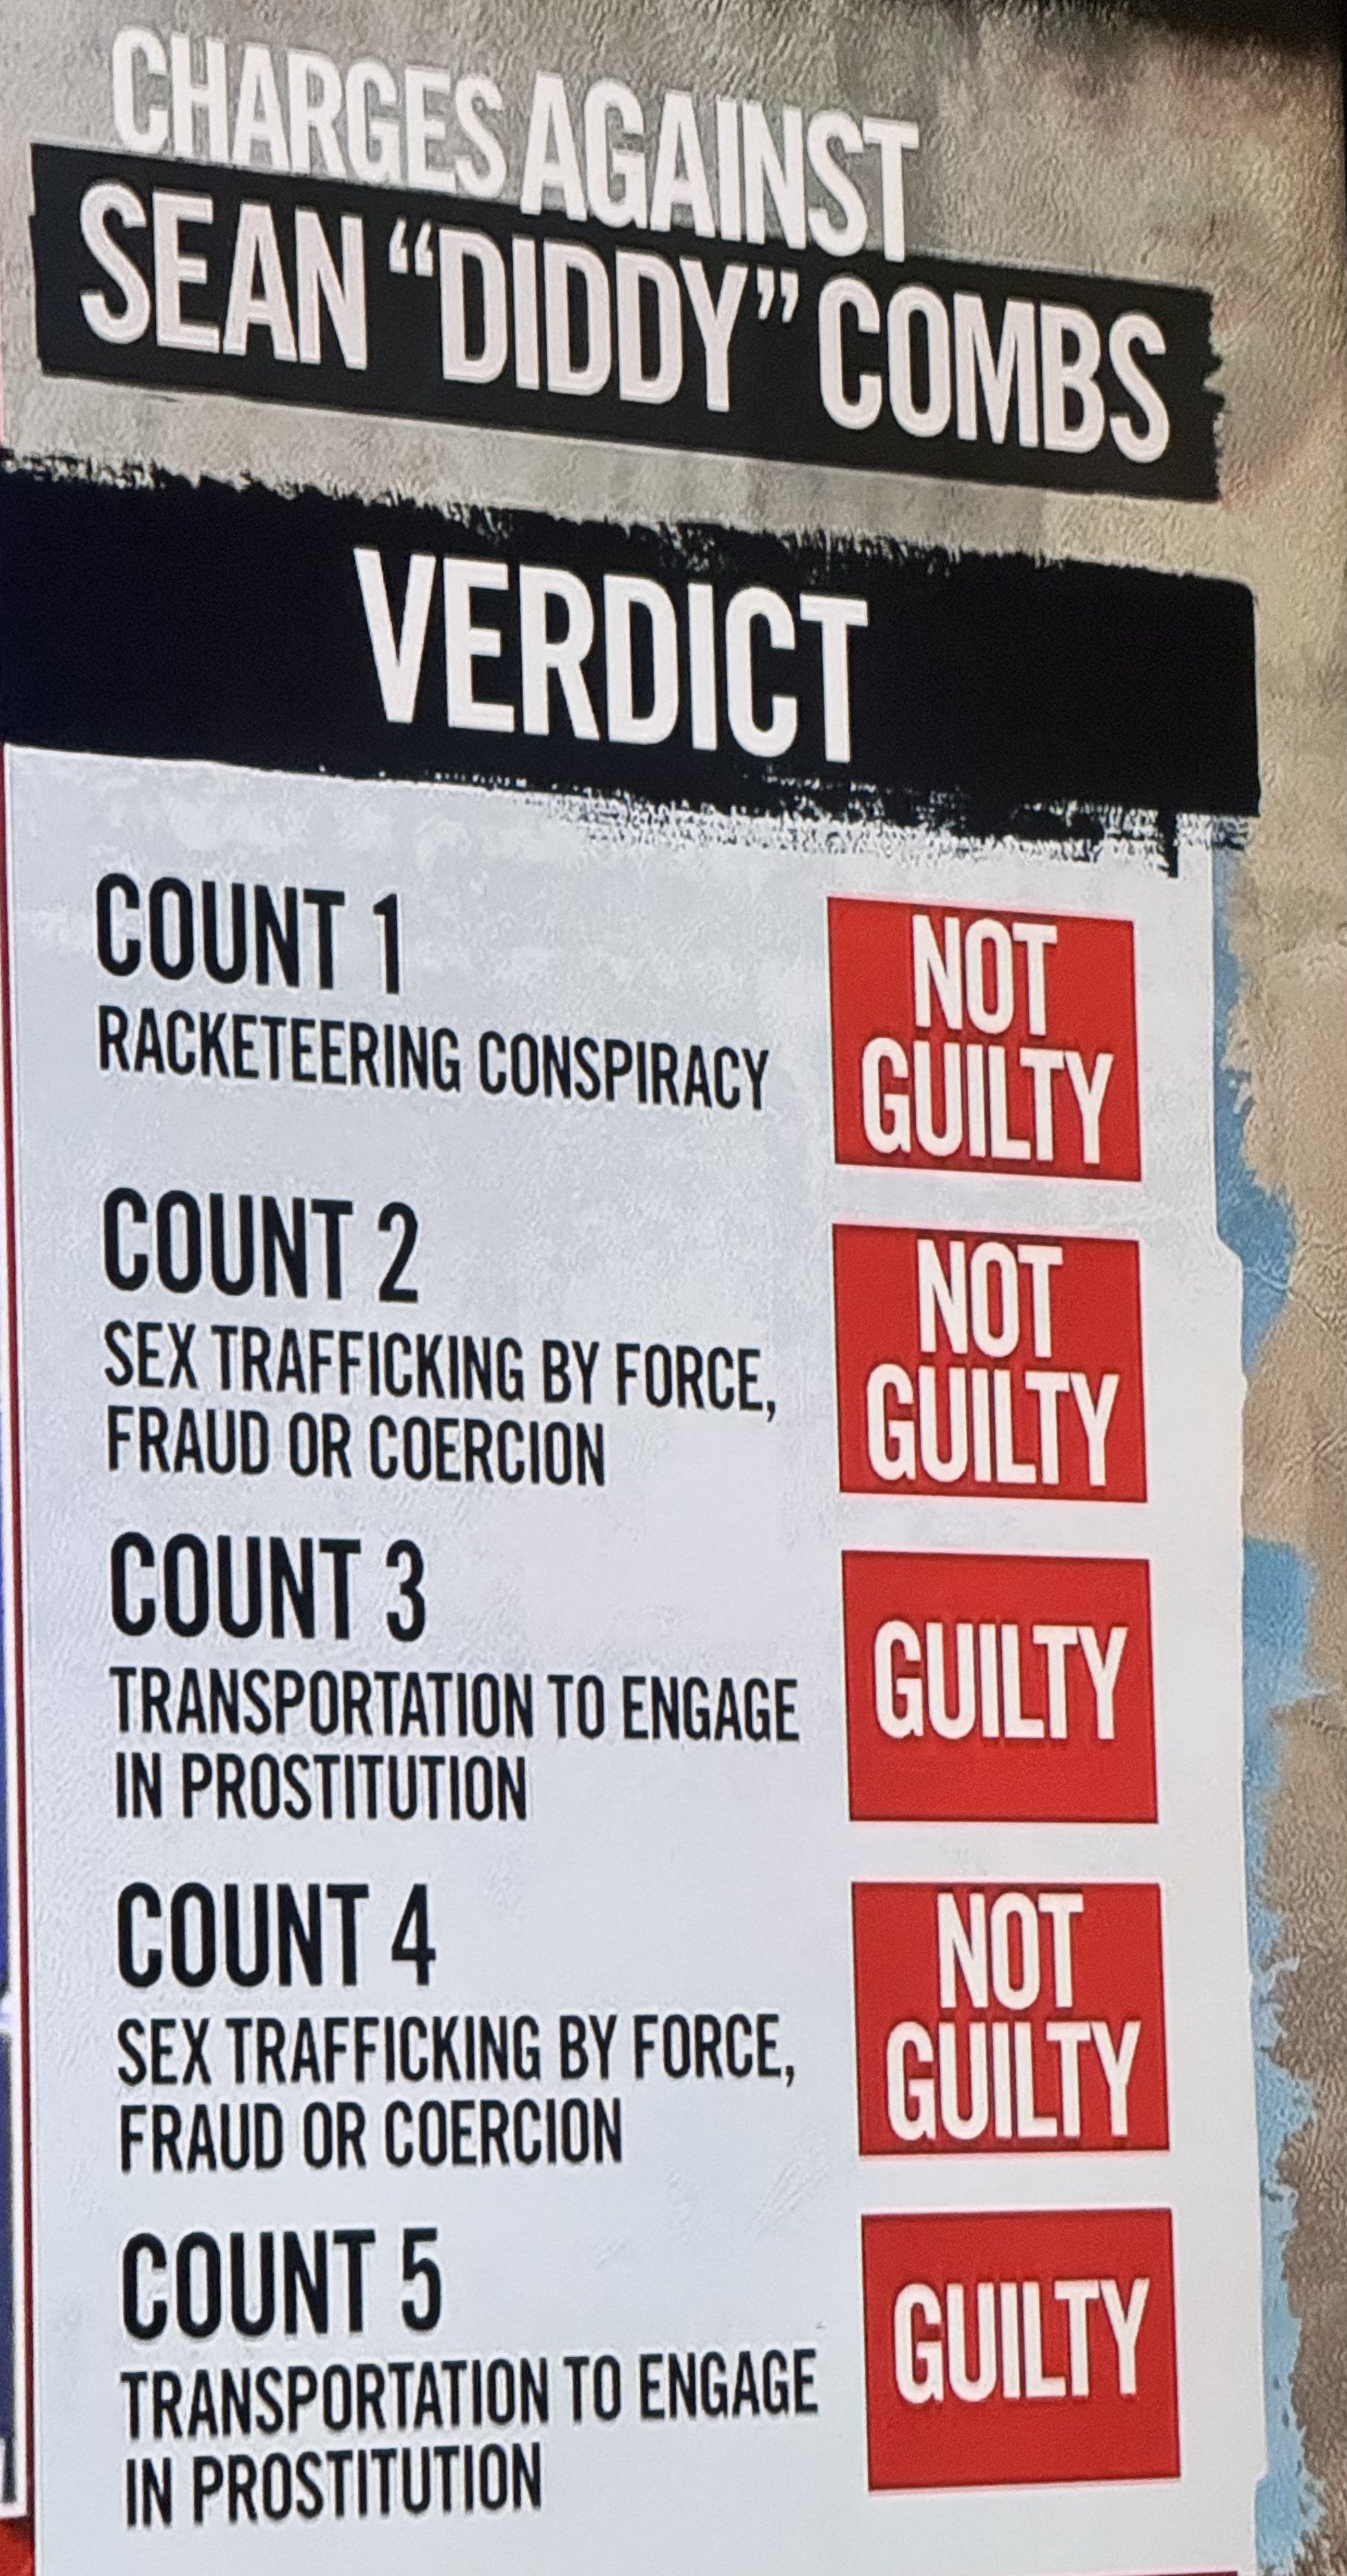 CHARGES AGAINST
SEAN “DIDDY” COMBS
VERDICT
COUNT 1
RACKETEERING CONSPIRACY
NOT
GUILTY
COUNT 2
SEX TRAFFICKING BY FORCE,
FRAUD OR COERCION
NOT
GUILTY
COUNT 3
TRANSPORTATION TO ENGAGE
IN PROSTITUTION
GUILTY
COUNT 4
SEX TRAFFICKING BY FORCE,
FRAUD OR COERCION
NOT
GUILTY
COUNT 5
TRANSPORTATION TO ENGAGE
IN PROSTITUTION
GUILTY